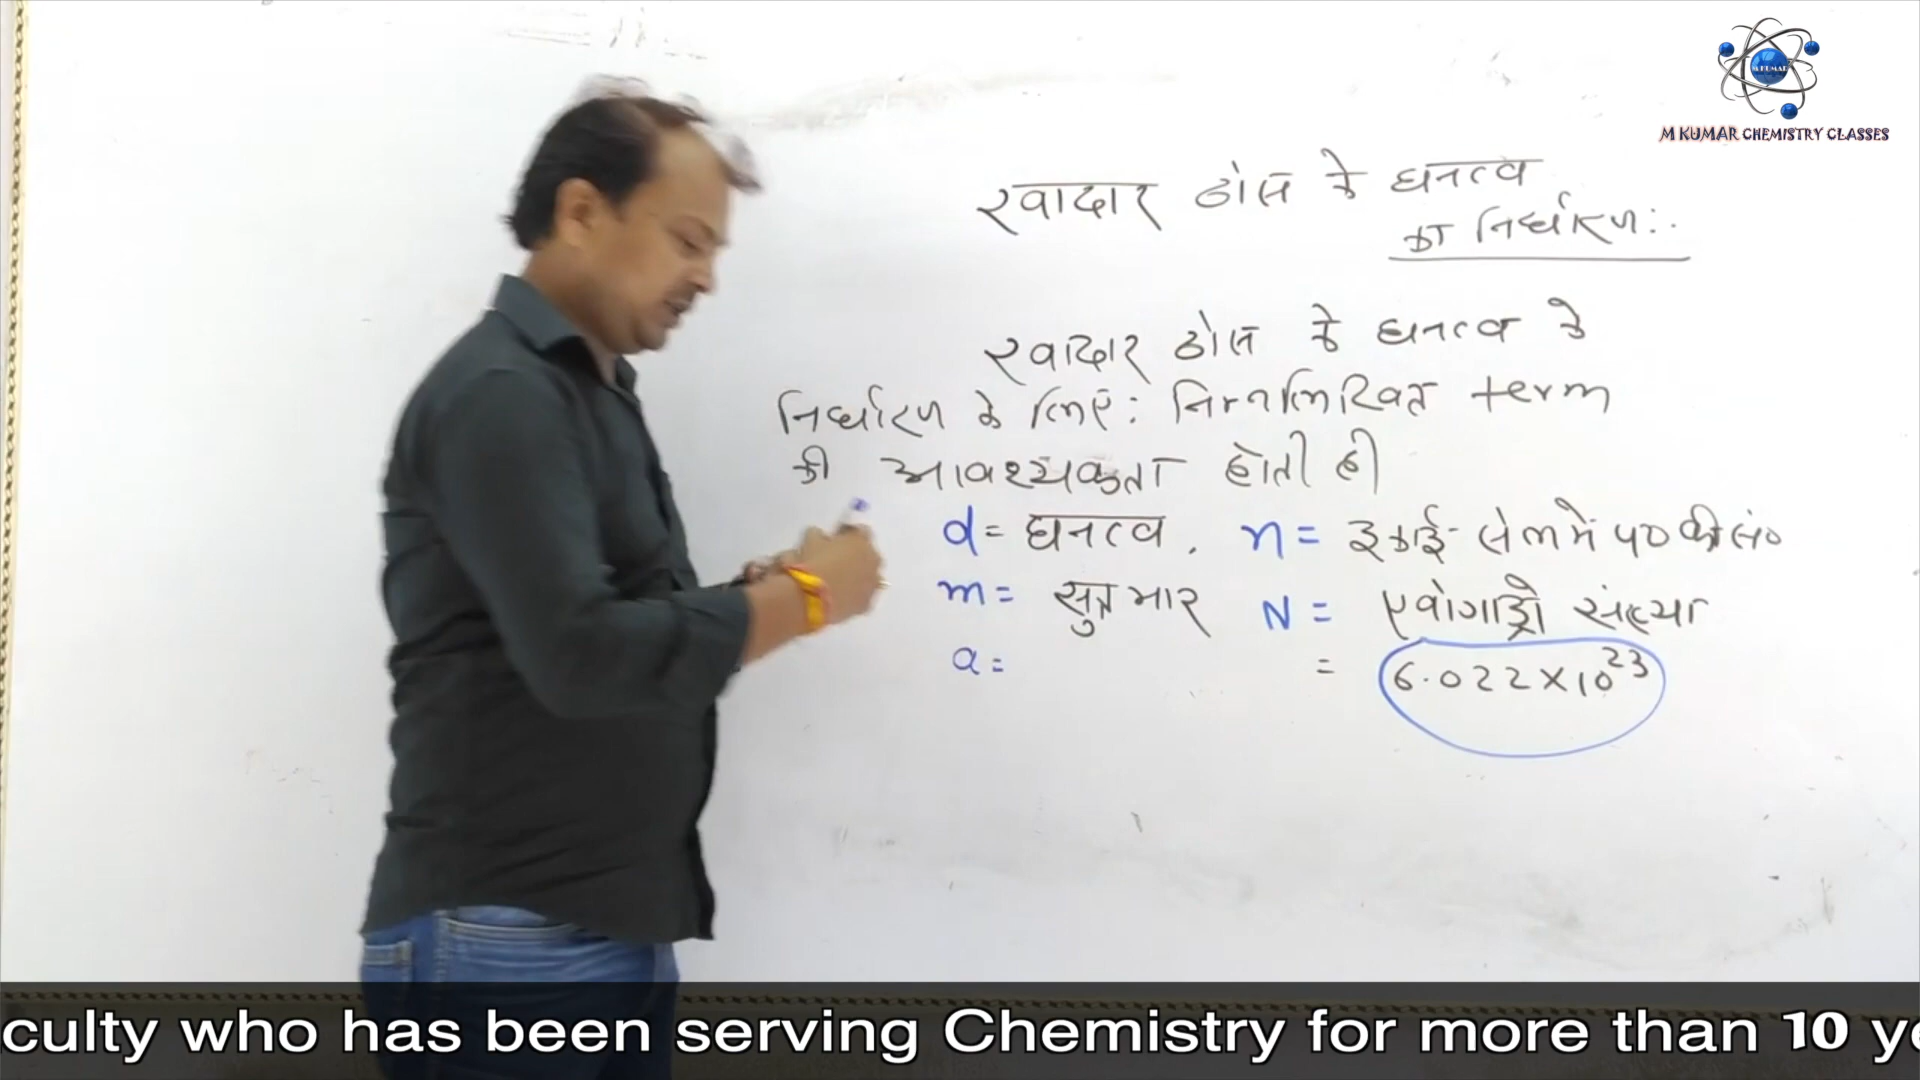 M KUMAR
M KUMAR CHEMISTRY CLASSES
रवादार ठोस के घनत्व
का निर्धारण:-
रवादार ठोस के घनत्व के
निर्धारण के लिए: निम्नलिखित term
की आवश्यकता होती है
d = घनत्व, n = इकाई-सेल में प० की सं०
m = सुत्र भार N = एवोगाड्रो संख्या
a = = 6.022×10²³
culty who has been serving Chemistry for more than 10 ye